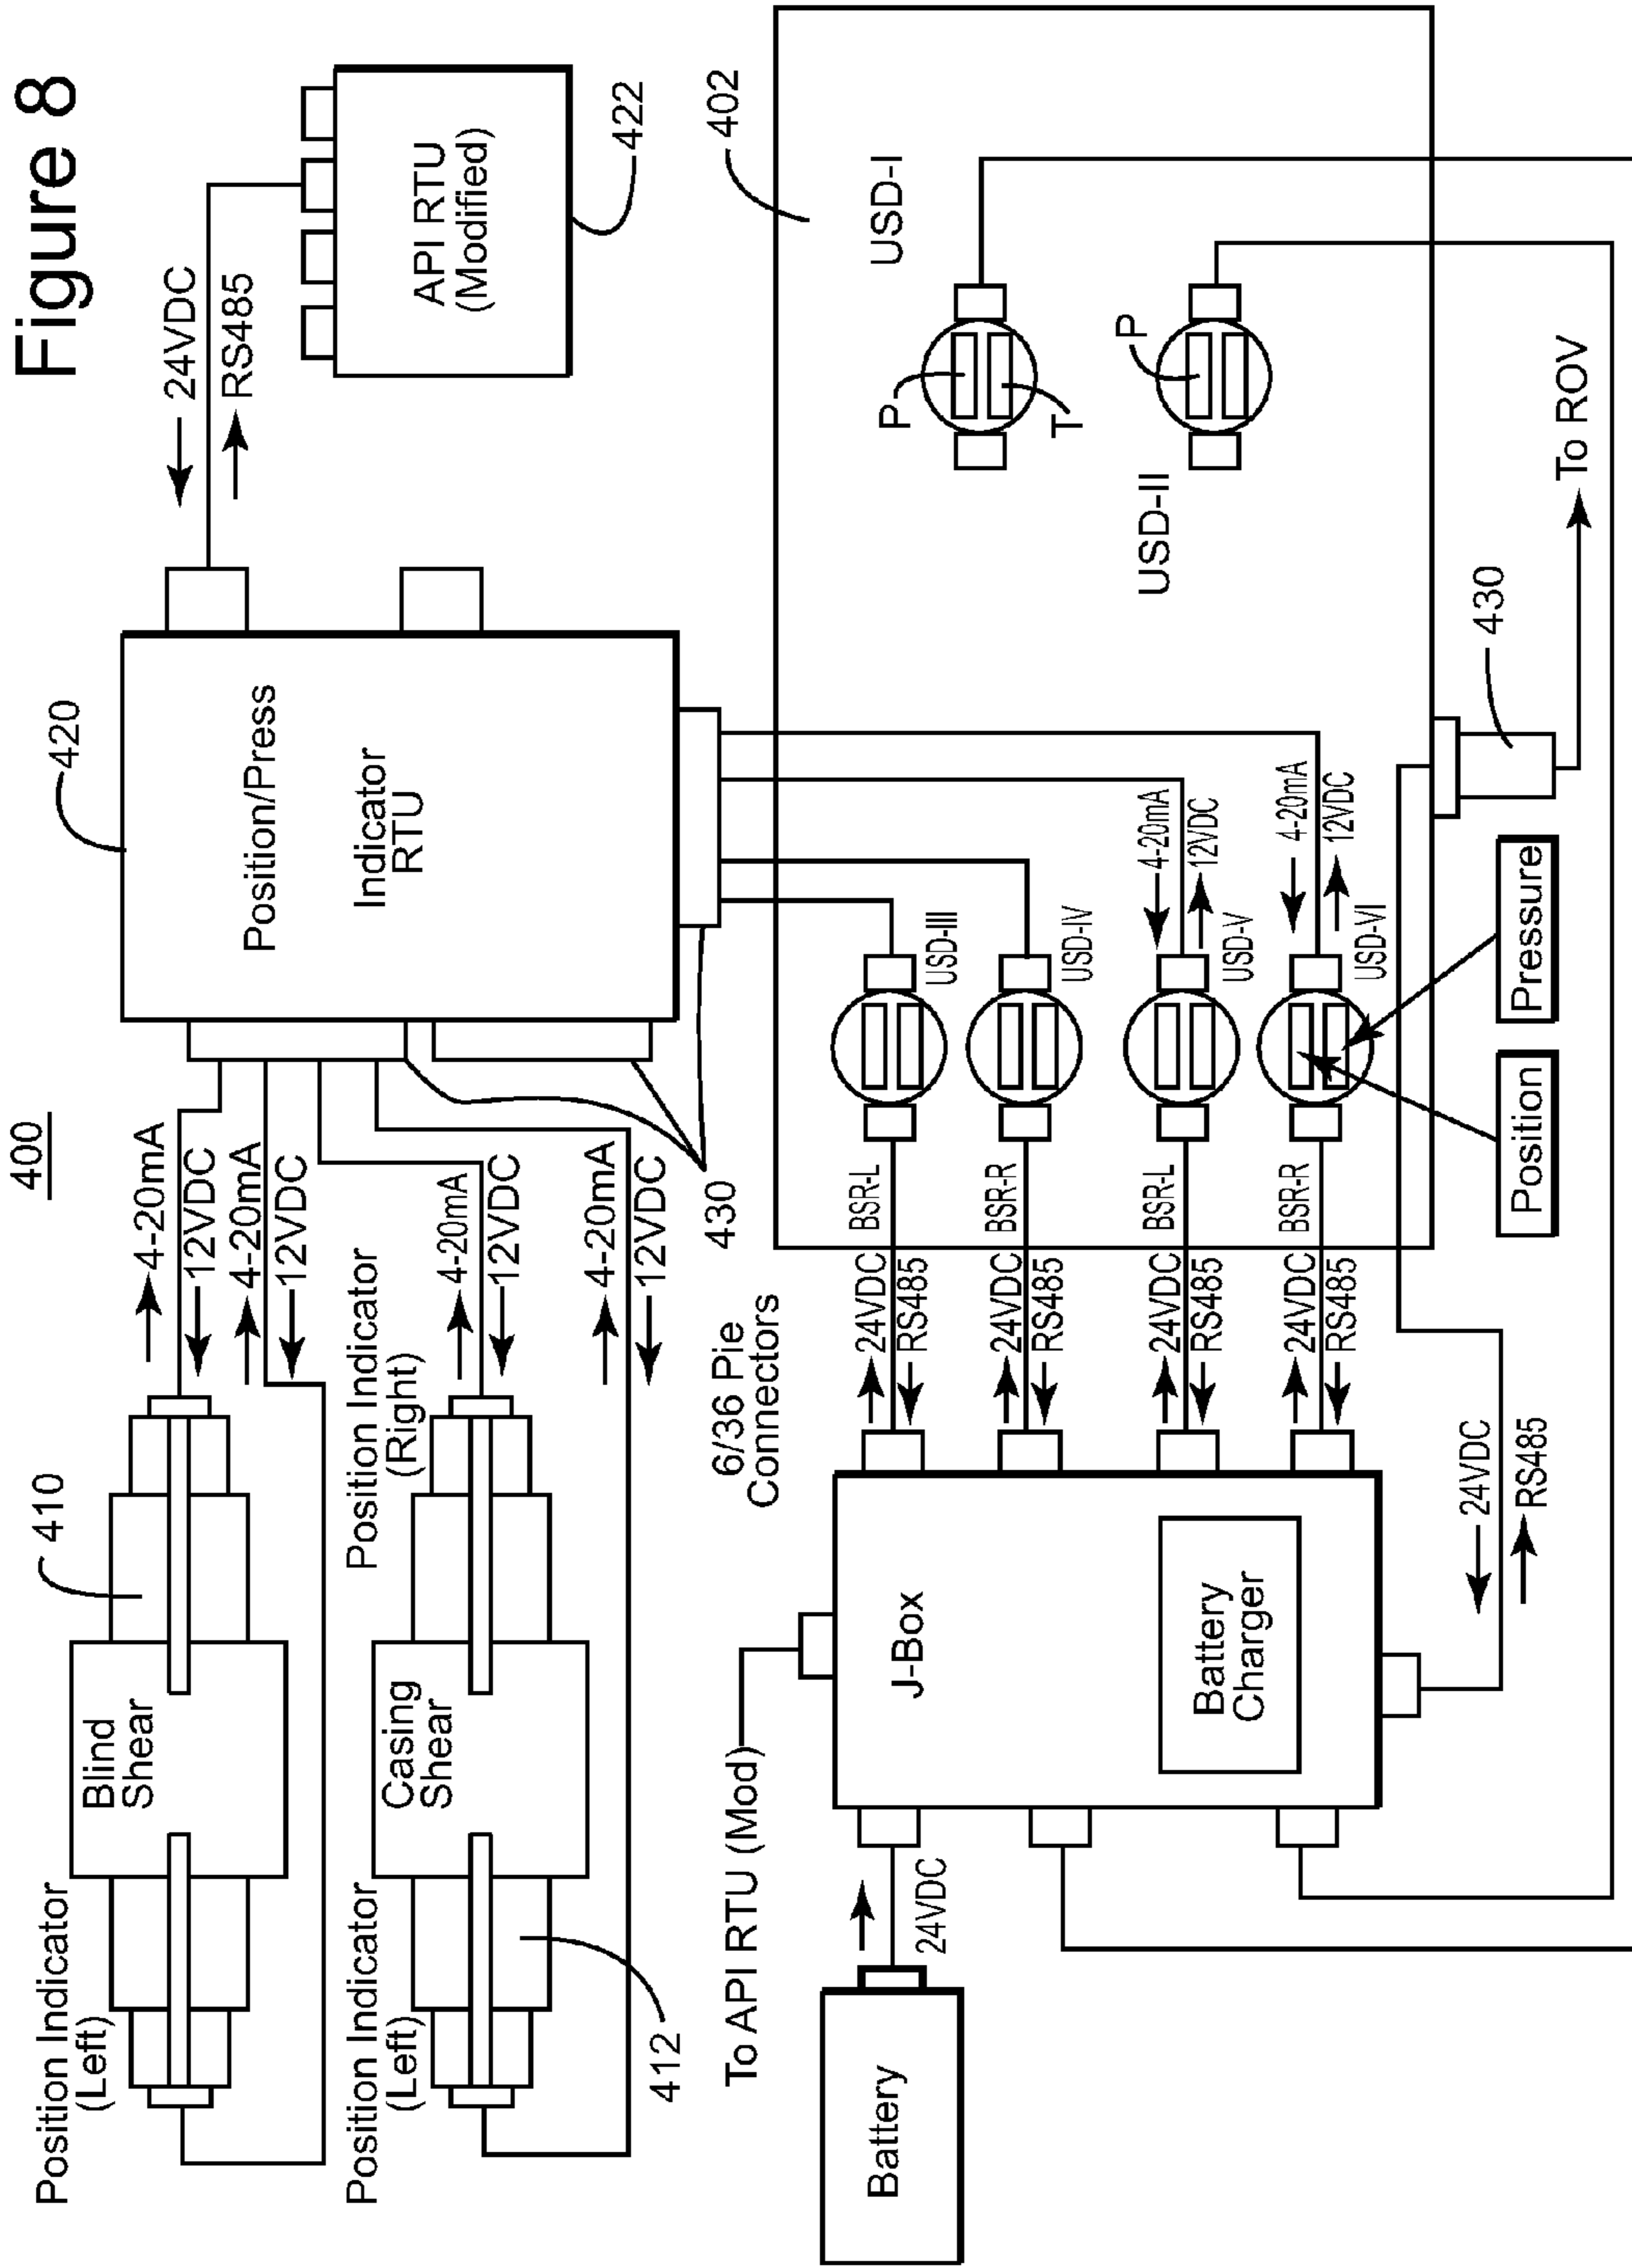 Figure 8
400
Position Indicator
(Left)
Blind
Shear
410
4-20mA
12VDC
4-20mA
12VDC
Position Indicator
(Left)
Casing
Shear
412
Position Indicator
(Right)
4-20mA
12VDC
4-20mA
12VDC
420
Position/Press
Indicator
RTU
430
24VDC
RS485
API RTU
(Modified)
422
402
To API RTU (Mod)
Battery
24VDC
J-Box
Battery
Charger
6/36 Pie
Connectors
24VDC
RS485
BSR-L
USD-III
24VDC
RS485
BSR-R
USD-IV
24VDC
RS485
BSR-L
4-20mA
12VDC
USD-V
24VDC
RS485
BSR-R
4-20mA
12VDC
USD-VI
USD-I
P
T
USD-II
P
24VDC
RS485
Position
Pressure
430
To ROV